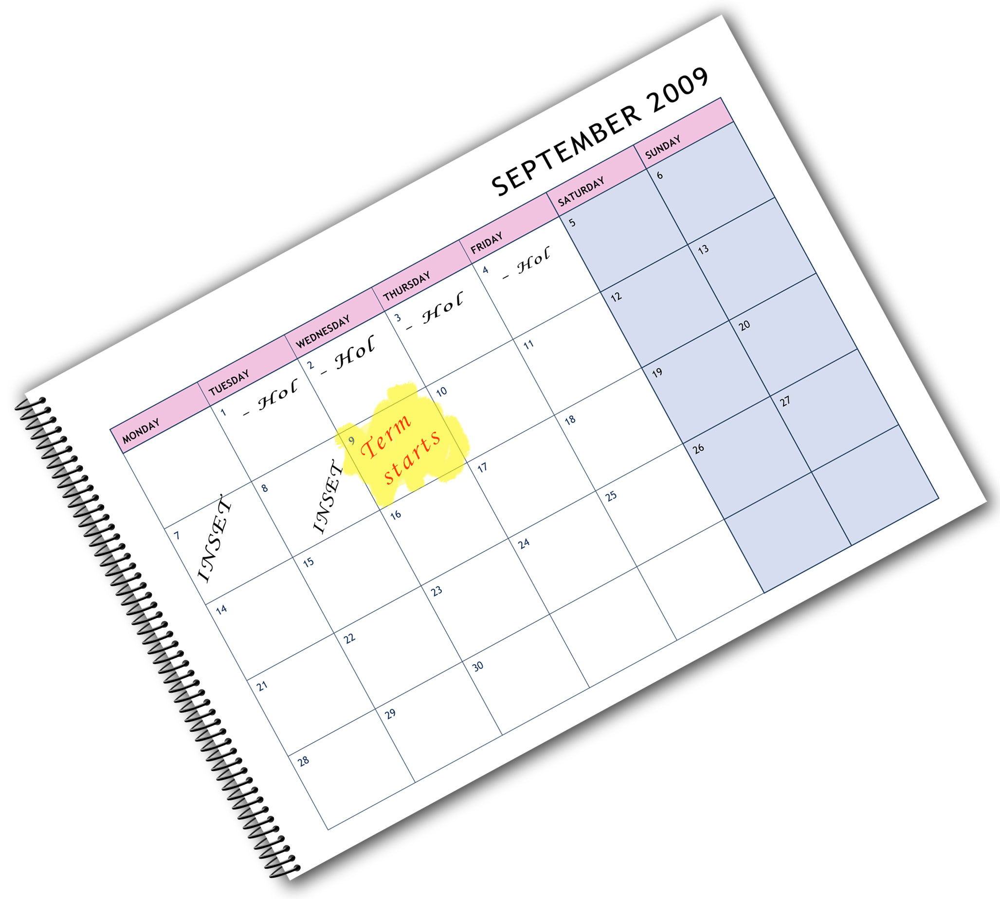 SEPTEMBER 2009
MONDAY TUESDAY WEDNESDAY THURSDAY FRIDAY SATURDAY SUNDAY
1 - Hol 2 - Hol 3 - Hol 4 - Hol 5 6
7 INSET 8 INSET 9 Term starts 10 11 12 13
14 15 16 17 18 19 20
21 22 23 24 25 26 27
28 29 30